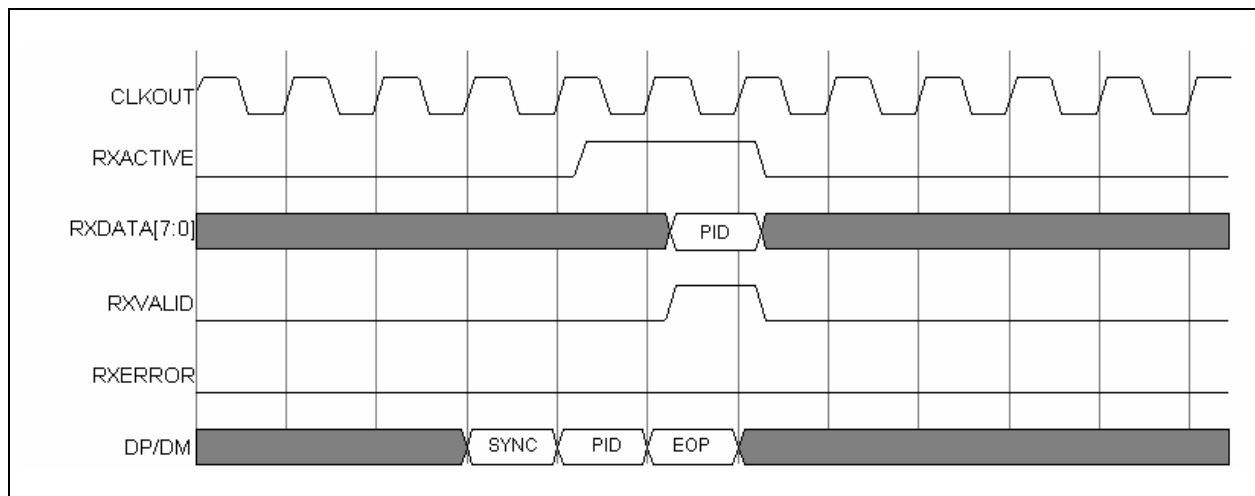 CLKOUT
RXACTIVE
RXDATA[7:0] PID
RXVALID
RXERROR
DP/DM SYNC PID EOP